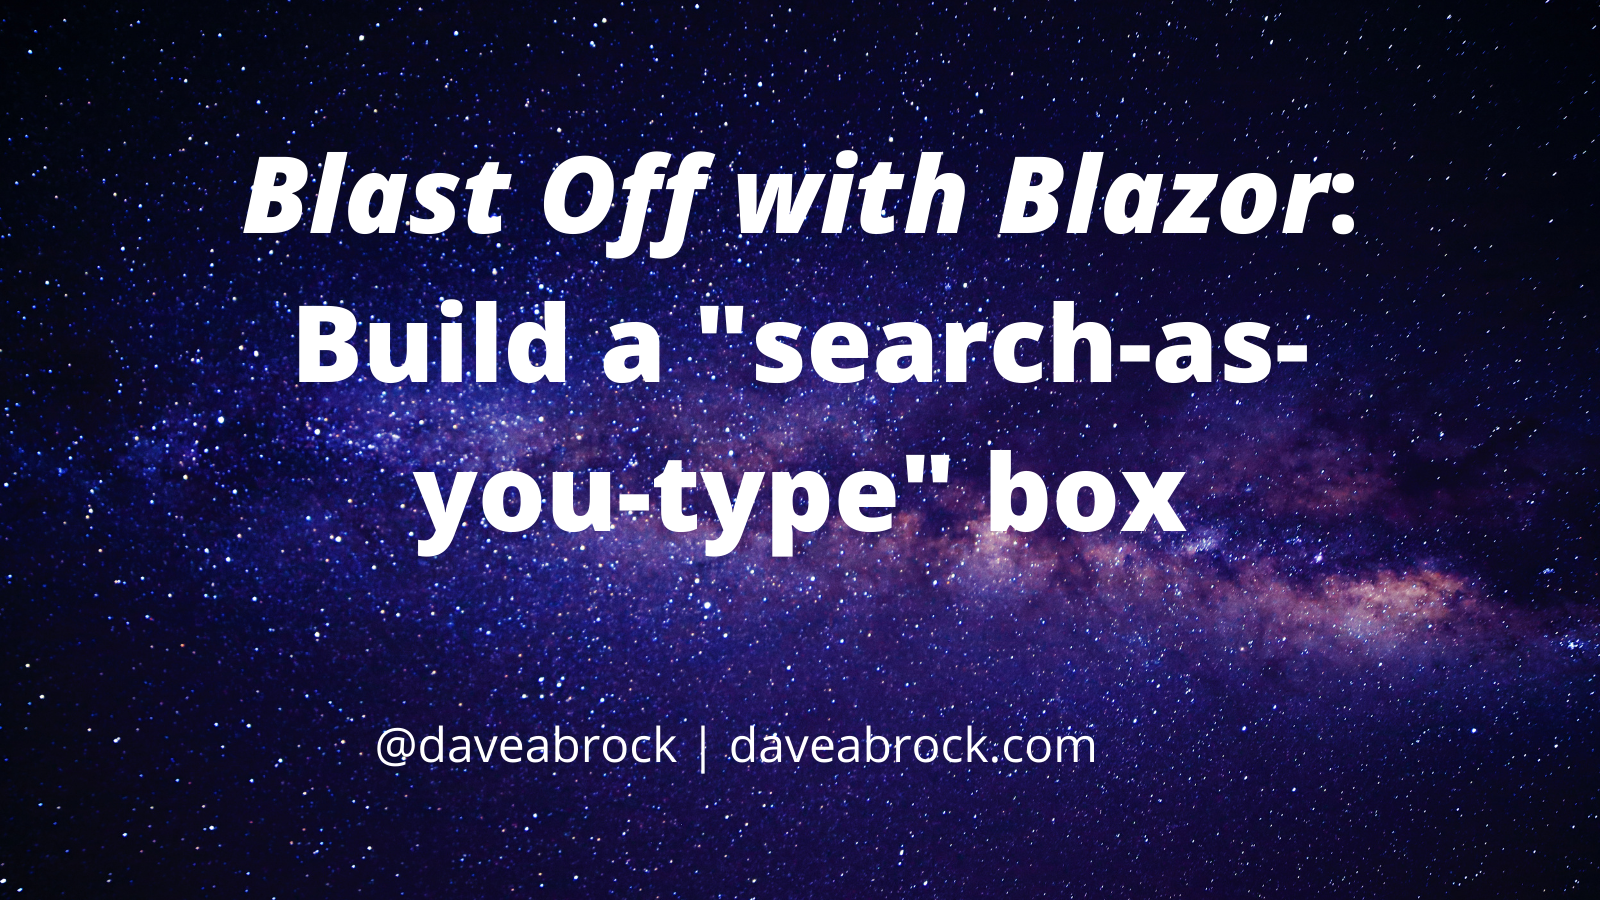 Blast Off with Blazor:
Build a "search-as-
you-type" box
@daveabrock | daveabrock.com